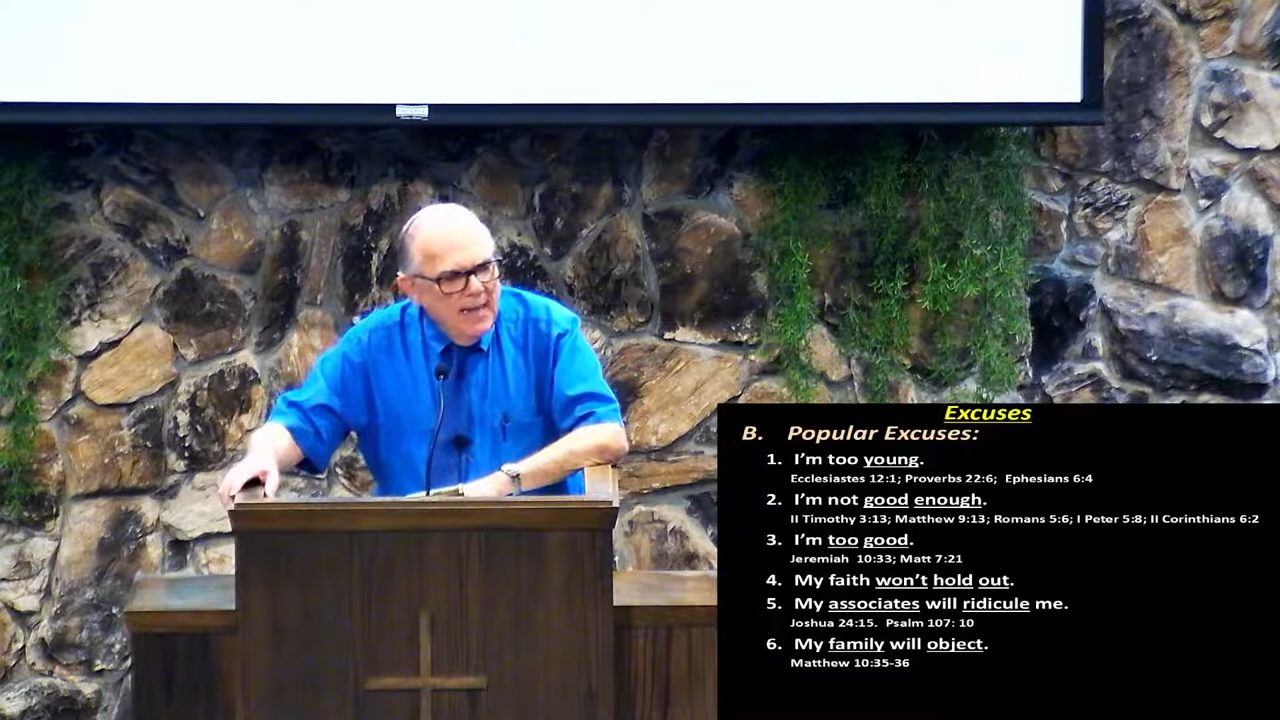 Excuses
B. Popular Excuses:
1. I'm too young.
Ecclesiastes 12:1; Proverbs 22:6; Ephesians 6:4
2. I'm not good enough.
II Timothy 3:13; Matthew 9:13; Romans 5:6; I Peter 5:8; II Corinthians 6:2
3. I'm too good.
Jeremiah 10:33; Matt 7:21
4. My faith won't hold out.
5. My associates will ridicule me.
Joshua 24:15. Psalm 107: 10
6. My family will object.
Matthew 10:35-36